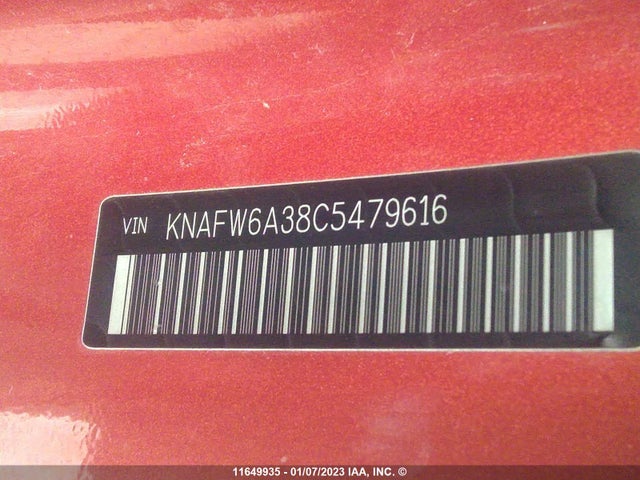 VIN KNAFW6A38C5479616
11649935 - 01/07/2023 IAA, INC. ©